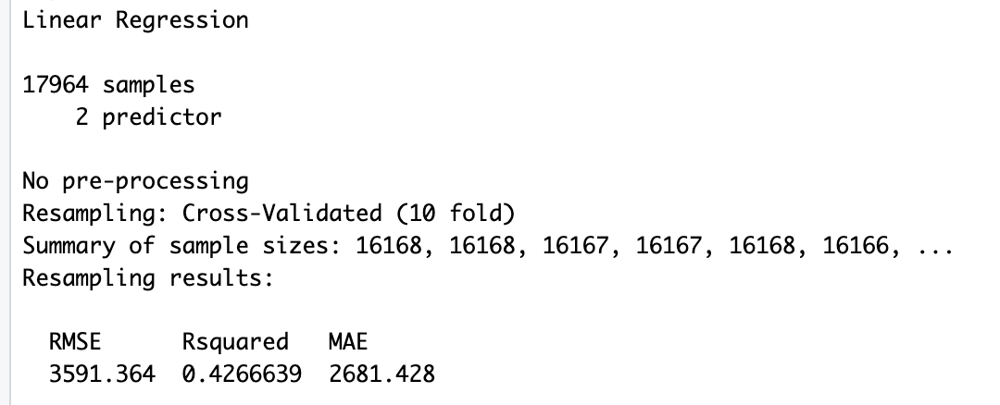 Linear Regression
17964 samples
2 predictor
No pre-processing
Resampling: Cross-Validated (10 fold)
Summary of sample sizes: 16168, 16168, 16167, 16167, 16168, 16166, ...
Resampling results:
RMSE Rsquared MAE
3591.364 0.4266639 2681.428